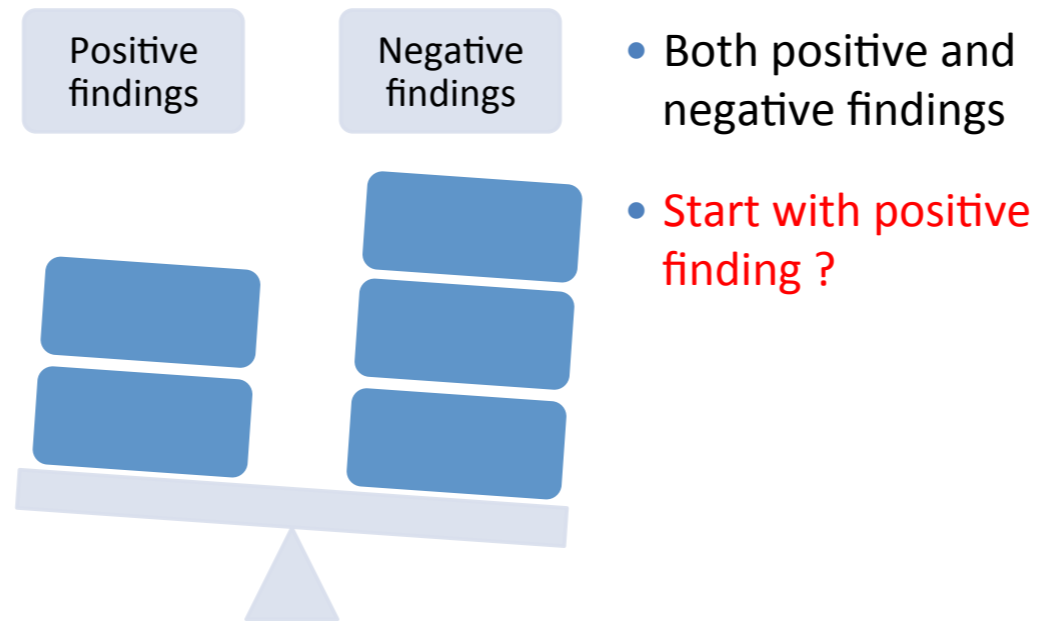 Positive
findings
Negative
findings
• Both positive and
negative findings
• Start with positive
finding ?